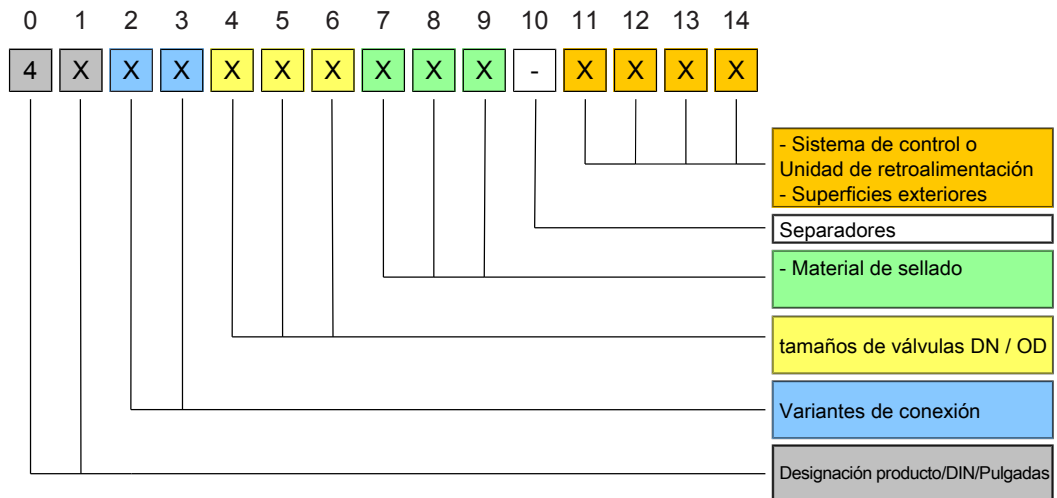 0 1 2 3 4 5 6 7 8 9 10 11 12 13 14
4 X X X X X X X X X - X X X X
- Sistema de control o
Unidad de retroalimentación
- Superficies exteriores
Separadores
- Material de sellado
tamaños de válvulas DN / OD
Variantes de conexión
Designación producto/DIN/Pulgadas